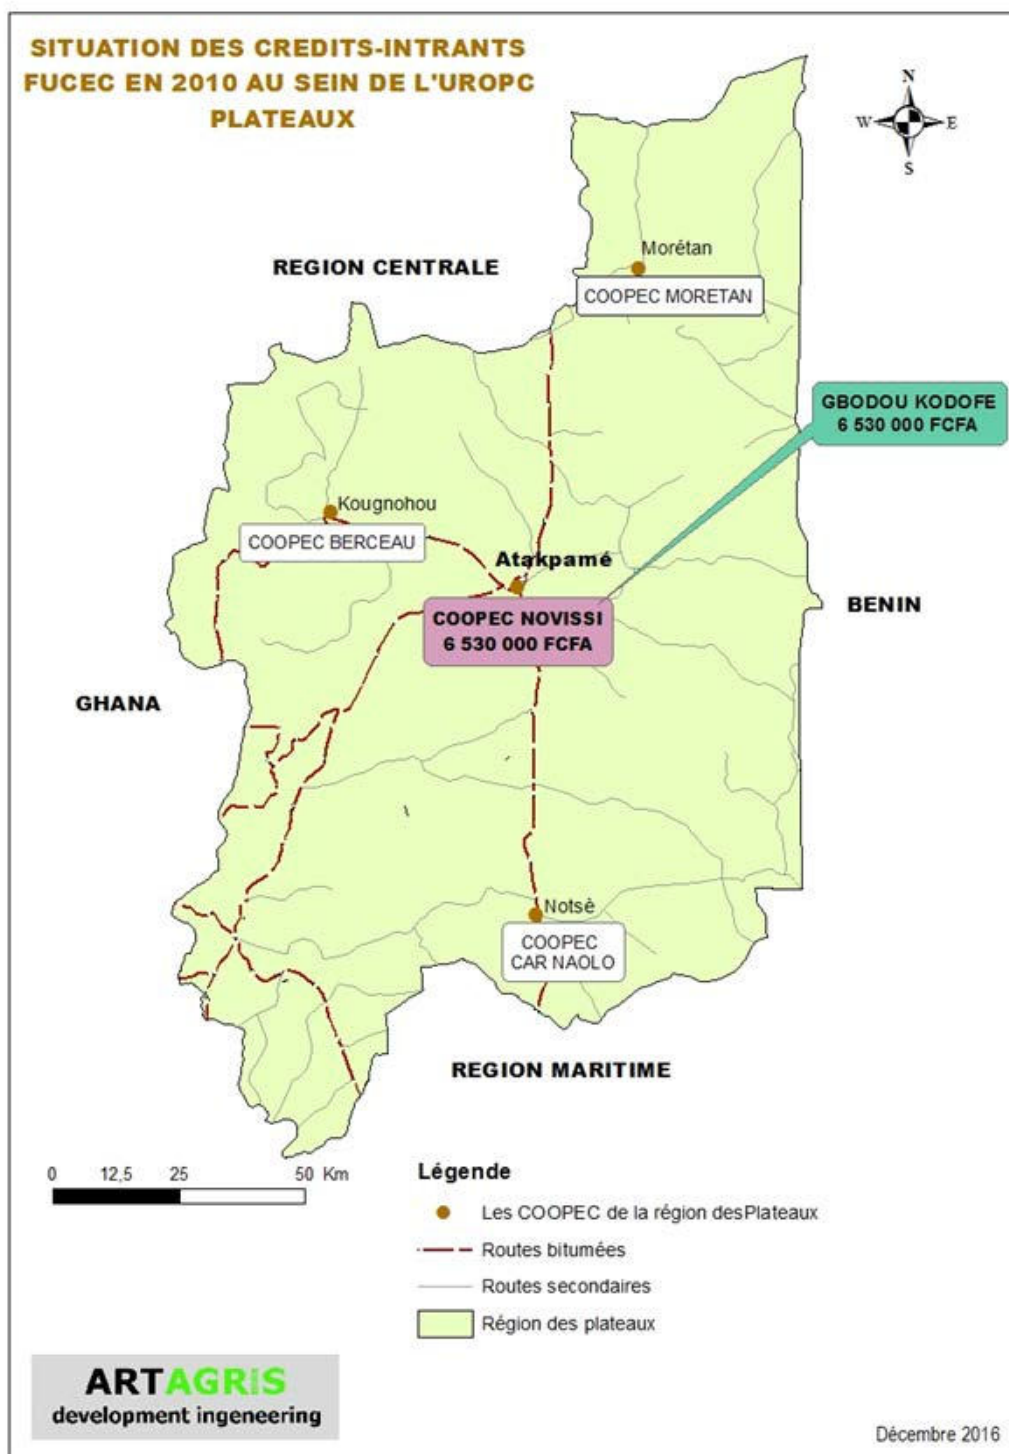 SITUATION DES CREDITS-INTRANTS
FUCEC EN 2010 AU SEIN DE L'UROPC
PLATEAUX
N
W
E
S
Morétan
REGION CENTRALE
COOPEC MORETAN
GBODOU KODOFE
6 530 000 FCFA
Kougnohou
COOPEC BERCEAU
Atakpamé
BENIN
COOPEC NOVISSI
6 530 000 FCFA
GHANA
Notsè
COOPEC
CAR NAOLO
REGION MARITIME
0 12,5 25 50 Km
Légende
Les COOPEC de la région desPlateaux
Routes bitumées
Routes secondaires
Région des plateaux
ARTAGRIS
development ingeneering
Décembre 2016